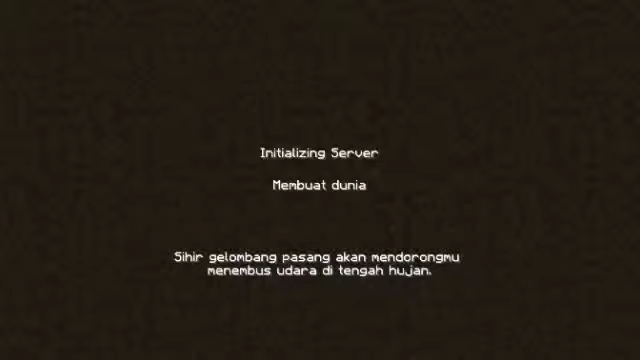 Initializing Server
Membuat dunia
Sihir gelombang pasang akan mendorongmu
menembus udara di tengah hujan.